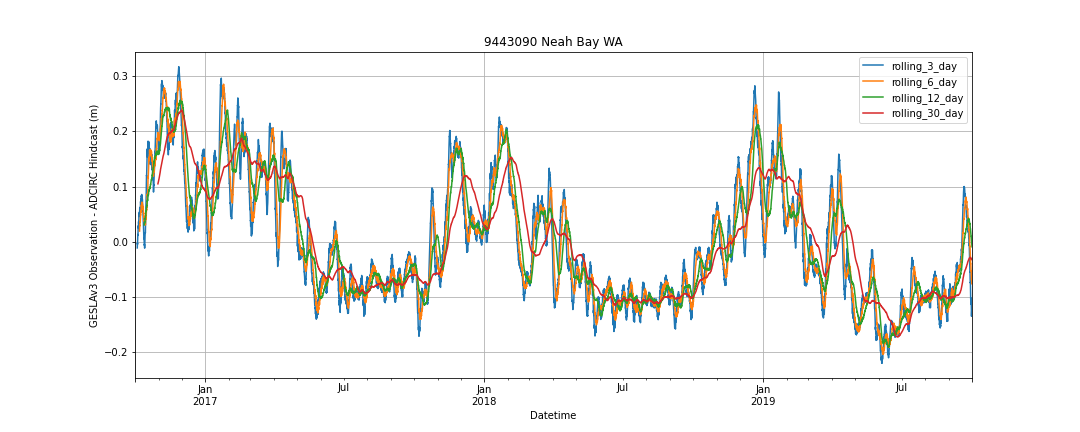 9443090 Neah Bay WA
rolling_3_day
rolling_6_day
rolling_12_day
rolling_30_day
GESLAv3 Observation - ADCIRC Hindcast (m)
0.3
0.2
0.1
0.0
−0.1
−0.2
Jan
2017
Jul
Jan
2018
Jul
Jan
2019
Jul
Datetime